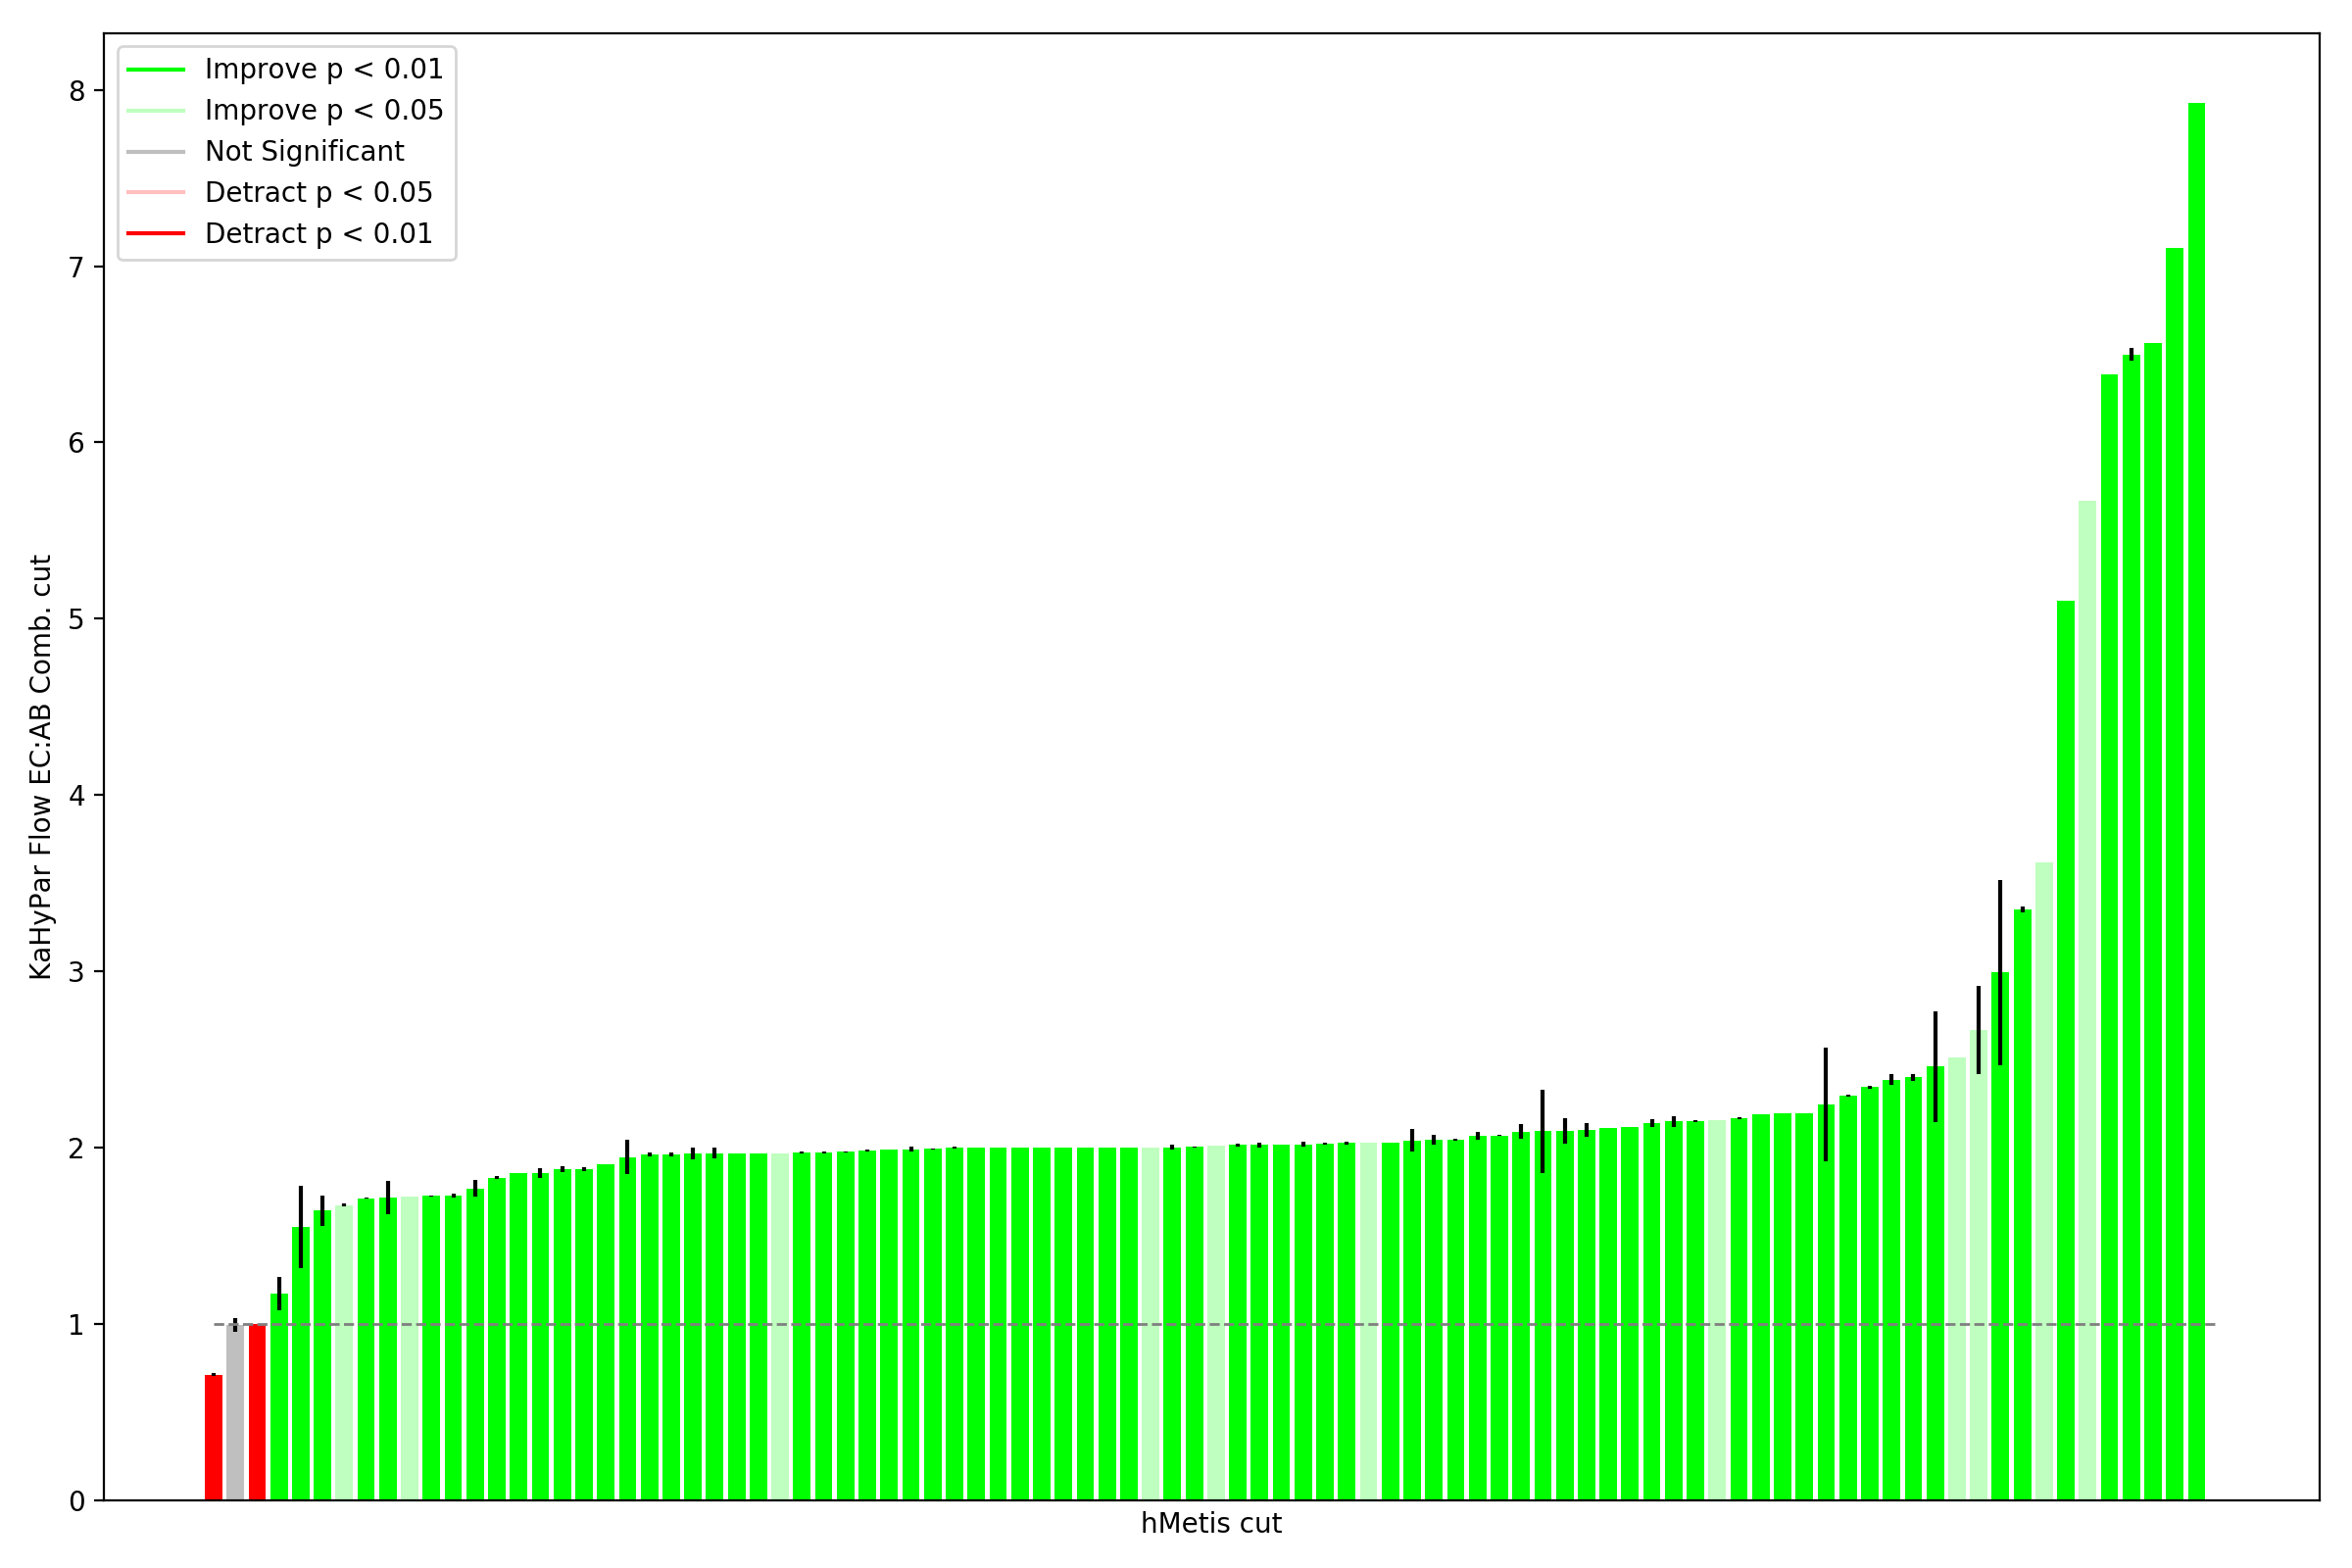 Improve p < 0.01
Improve p < 0.05
Not Significant
Detract p < 0.05
Detract p < 0.01
8
7
6
5
4
3
2
1
0
KaHyPar Flow EC:AB Comb. cut
hMetis cut